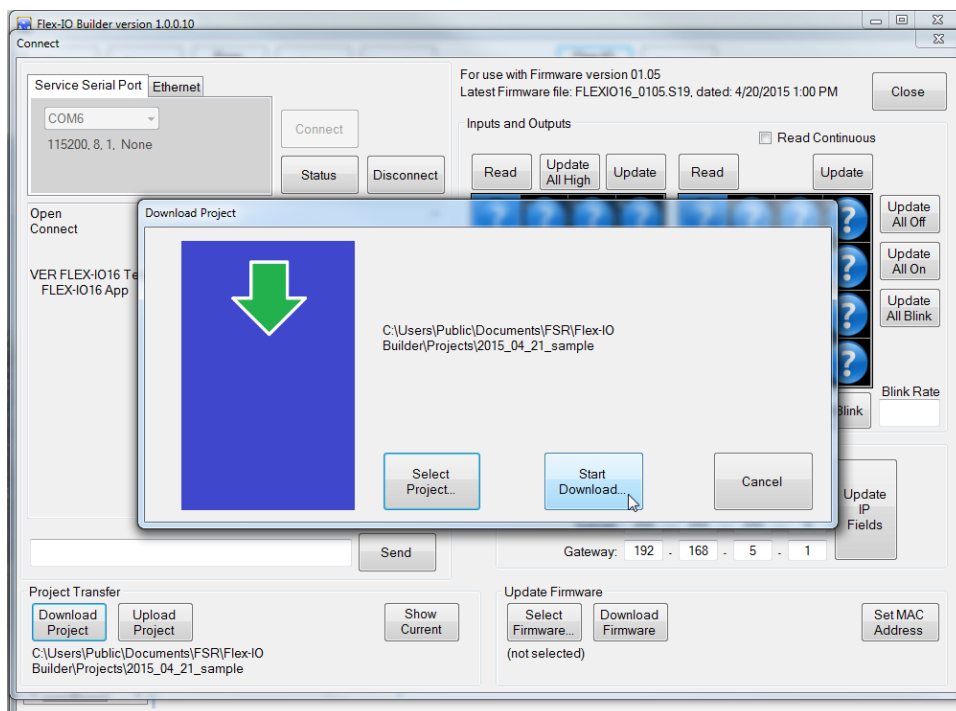 Flex-IO Builder version 1.0.0.10
Connect
Service Serial Port
Ethernet
COM6
115200, 8, 1, None
Connect
Status
Disconnect
For use with Firmware version 01.05
Latest Firmware file: FLEXIO16_0105.S19, dated: 4/20/2015 1:00 PM
Close
Inputs and Outputs
Read Continuous
Read
Update
All High
Update
Read
Update
Update
All Off
Update
All On
Update
All Blink
Blink Rate
Blink
Open
Connect
VER FLEX-IO16 Te
FLEX-IO16 App
Download Project
C:\Users\Public\Documents\FSR\Flex-IO
Builder\Projects\2015_04_21_sample
Select
Project...
Start
Download...
Cancel
Update
IP
Fields
Gateway: 192 . 168 . 5 . 1
Send
Project Transfer
Download
Project
Upload
Project
Show
Current
C:\Users\Public\Documents\FSR\Flex-IO
Builder\Projects\2015_04_21_sample
Update Firmware
Select
Firmware...
Download
Firmware
Set MAC
Address
(not selected)